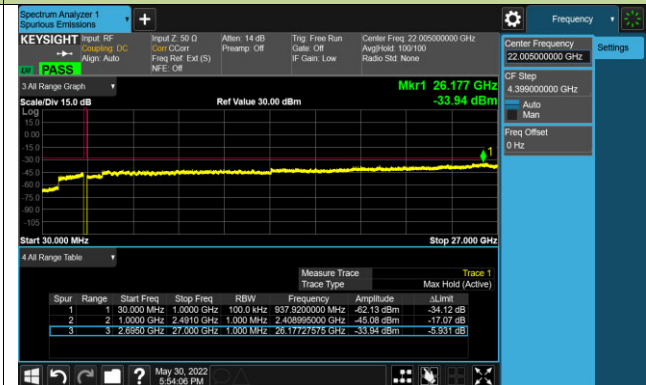 Spectrum Analyzer 1
Spurious Emissions
Frequency
KEYSIGHT
Input: RF
Coupling: DC
Align: Auto
Input Z: 50 Ω
Corr CCorr
Freq Ref: Ext (S)
NFE: Off
Atten: 14 dB
Preamp: Off
Trig: Free Run
Gate: Off
IF Gain: Low
Center Freq: 22.005000000 GHz
Avg|Hold: 100/100
Radio Std: None
PASS
Center Frequency
22.005000000 GHz
Settings
CF Step
4.399000000 GHz
Auto
Man
Freq Offset
0 Hz
3 All Range Graph
Mkr1 26.177 GHz
-33.94 dBm
Scale/Div 15.0 dB
Ref Value 30.00 dBm
Log
15.0
0.00
-15.0
-30.0
-45.0
-60.0
-75.0
-90.0
-105
1
Start 30.000 MHz
Stop 27.000 GHz
4 All Range Table
Measure Trace Trace 1
Trace Type Max Hold (Active)
Spur Range Start Freq Stop Freq RBW Frequency Amplitude ΔLimit
1 1 30.000 MHz 1.0000 GHz 100.0 kHz 937.9200000 MHz -62.13 dBm -34.12 dB
2 2 1.0000 GHz 2.4910 GHz 1.000 MHz 2.408995000 GHz -45.08 dBm -17.07 dB
3 3 2.6950 GHz 27.000 GHz 1.000 MHz 26.17727575 GHz -33.94 dBm -5.931 dB
?
May 30, 2022
5:54:06 PM